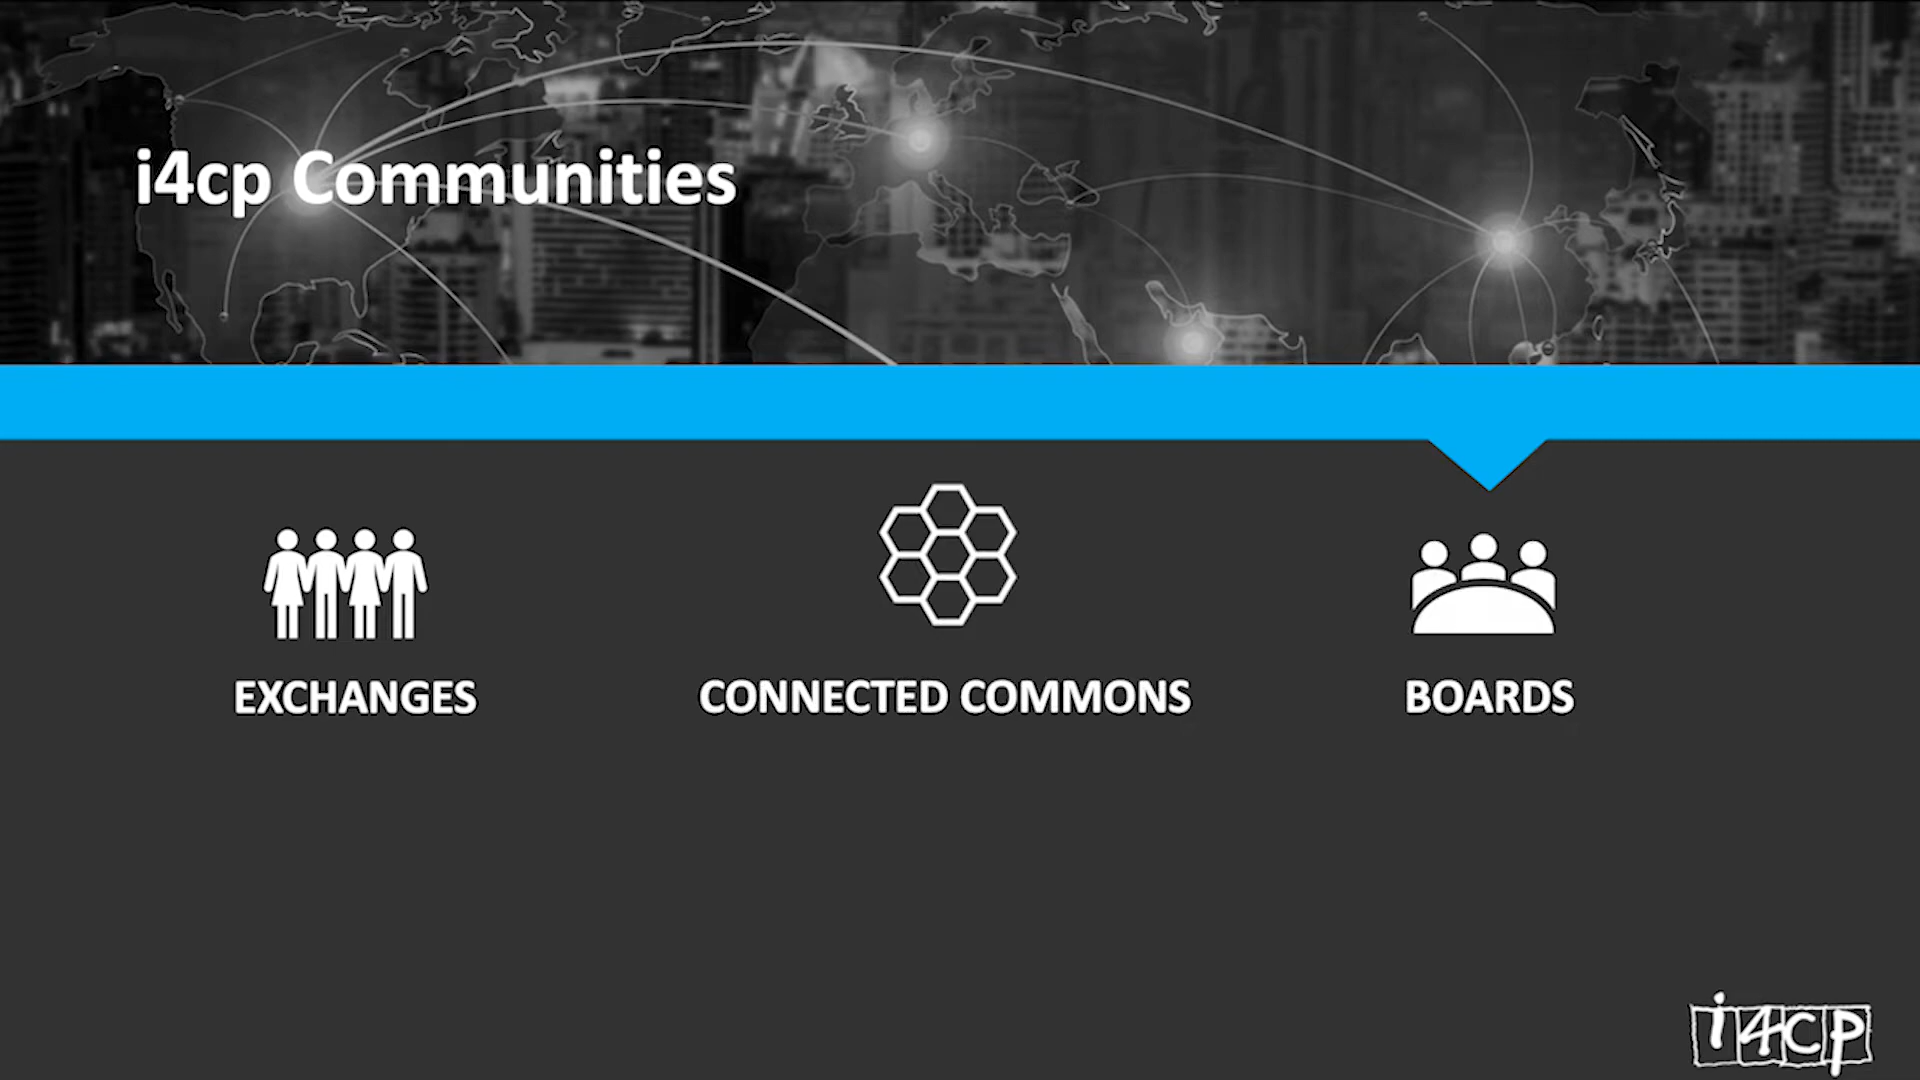 i4cp Communities
EXCHANGES
CONNECTED COMMONS
BOARDS
i4cp